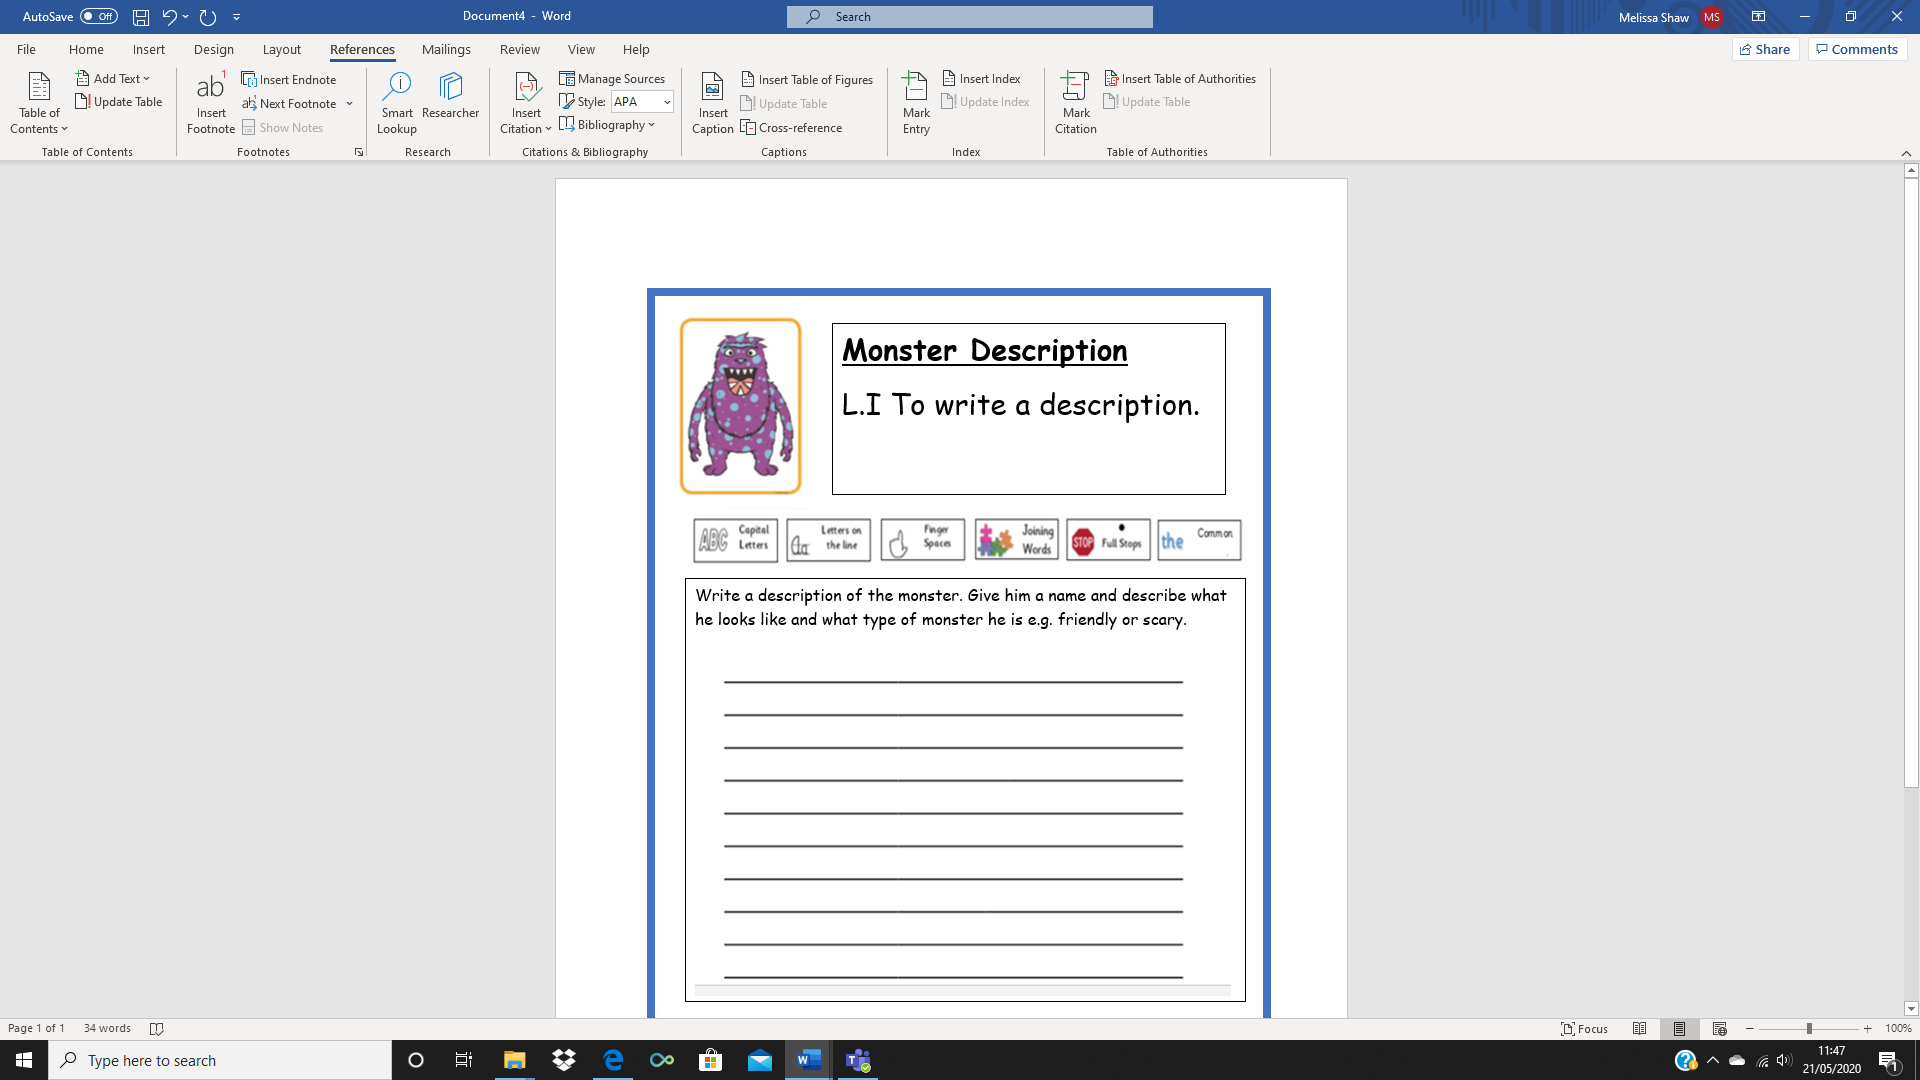 AutoSave Off Document4 - Word Search Melissa Shaw MS
File Home Insert Design Layout References Mailings Review View Help Share Comments
Table of Contents
Add Text
Update Table
Table of Contents
ab1
Insert Footnote
Insert Endnote
Next Footnote
Show Notes
Footnotes
Smart Lookup
Researcher
Research
Insert Citation
Manage Sources
Style: APA
Bibliography
Citations & Bibliography
Insert Caption
Insert Table of Figures
Update Table
Cross-reference
Captions
Mark Entry
Insert Index
Update Index
Index
Mark Citation
Insert Table of Authorities
Update Table
Table of Authorities
Monster Description
L.I To write a description.
ABC Capital Letters
Letters on the line
Finger Spaces
Joining Words
STOP Full Stops
the Common
Write a description of the monster. Give him a name and describe what
he looks like and what type of monster he is e.g. friendly or scary.
Page 1 of 1 34 words Focus 100%
Type here to search
11:47
21/05/2020
1